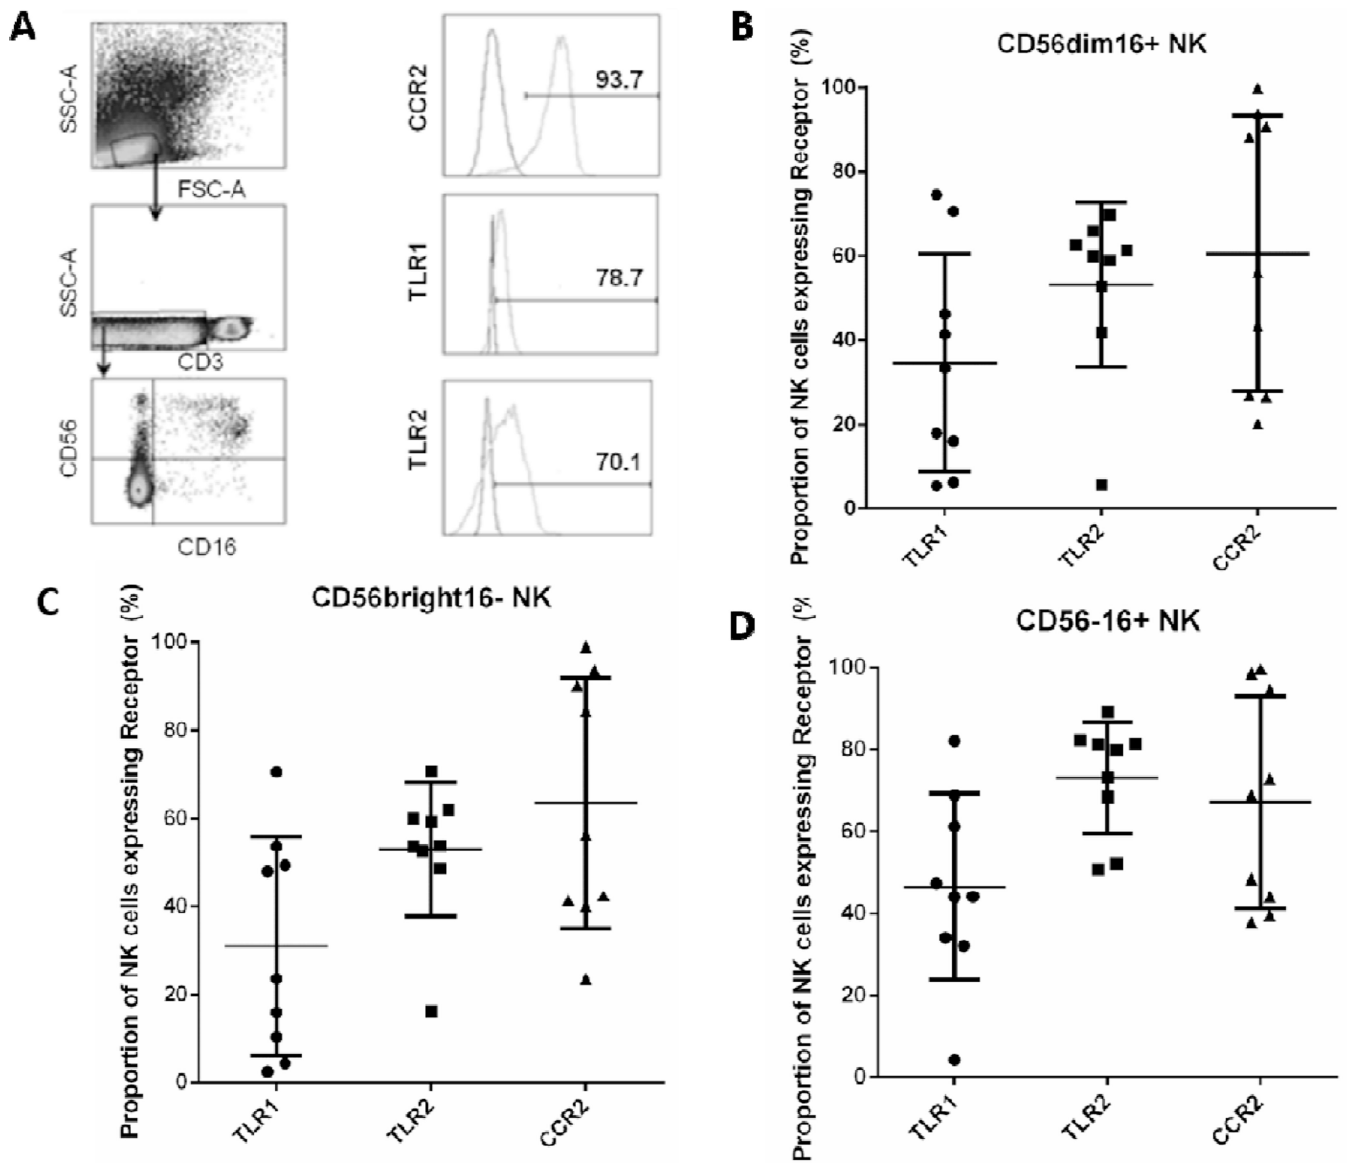 A
SSC-A
FSC-A
SSC-A
CD3
CD56
CD16
CCR2
93.7
TLR1
78.7
TLR2
70.1
B
CD56dim16+ NK
Proportion of NK cells expressing Receptor (%)
100
80
60
40
20
0
TLR1
TLR2
CCR2
C
CD56bright16- NK
Proportion of NK cells expressing Receptor (%)
100
80
60
40
20
0
TLR1
TLR2
CCR2
D
CD56-16+ NK
Proportion of NK cells expressing Receptor (%
100
80
60
40
20
0
TLR1
TLR2
CCR2